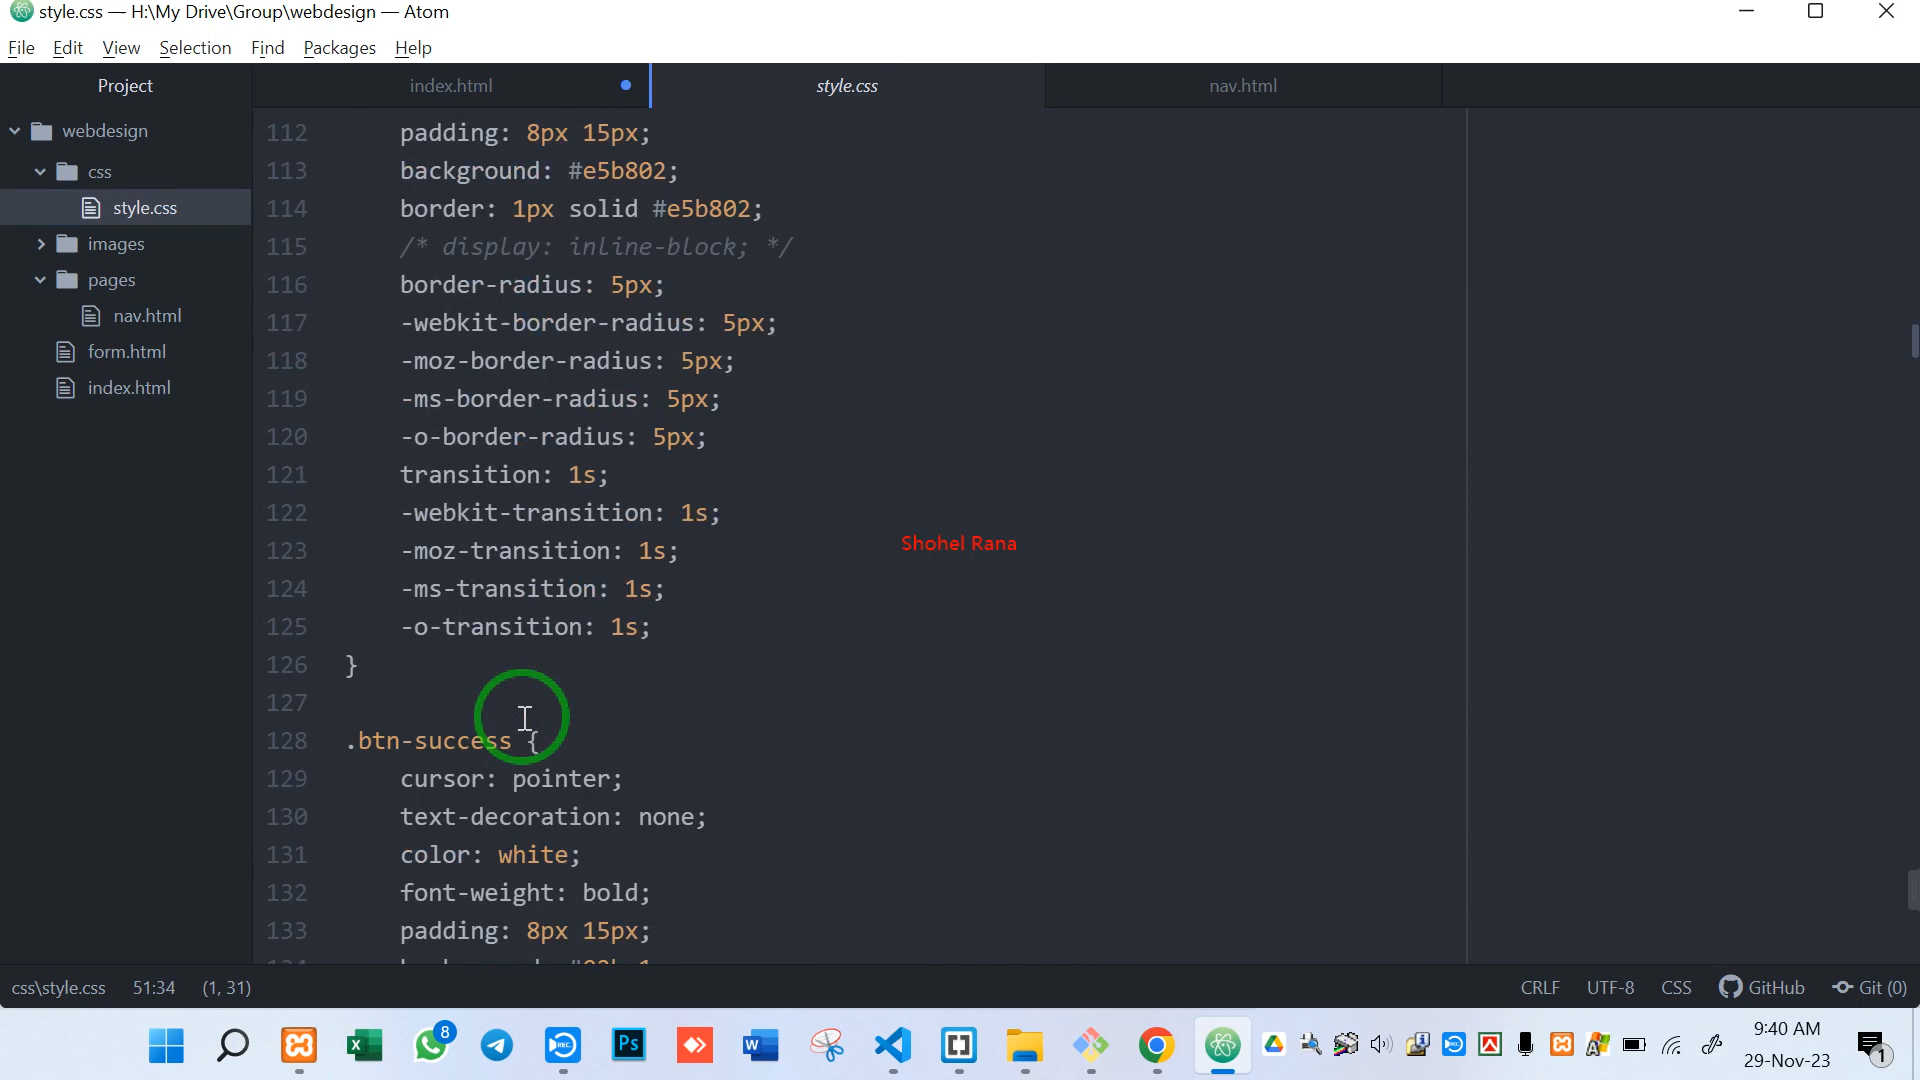 style.css — H:\My Drive\Group\webdesign — Atom
File Edit View Selection Find Packages Help
Project
index.html
style.css
nav.html
webdesign
css
style.css
images
pages
nav.html
form.html
index.html
112 padding: 8px 15px;
113 background: #e5b802;
114 border: 1px solid #e5b802;
115 /* display: inline-block; */
116 border-radius: 5px;
117 -webkit-border-radius: 5px;
118 -moz-border-radius: 5px;
119 -ms-border-radius: 5px;
120 -o-border-radius: 5px;
121 transition: 1s;
122 -webkit-transition: 1s;
123 -moz-transition: 1s;
124 -ms-transition: 1s;
125 -o-transition: 1s;
126 }
127
128 .btn-success {
129 cursor: pointer;
130 text-decoration: none;
131 color: white;
132 font-weight: bold;
133 padding: 8px 15px;
Shohel Rana
css\style.css 51:34 (1, 31)
CRLF UTF-8 CSS GitHub Git (0)
8
REC
Ps
9:40 AM
29-Nov-23
1